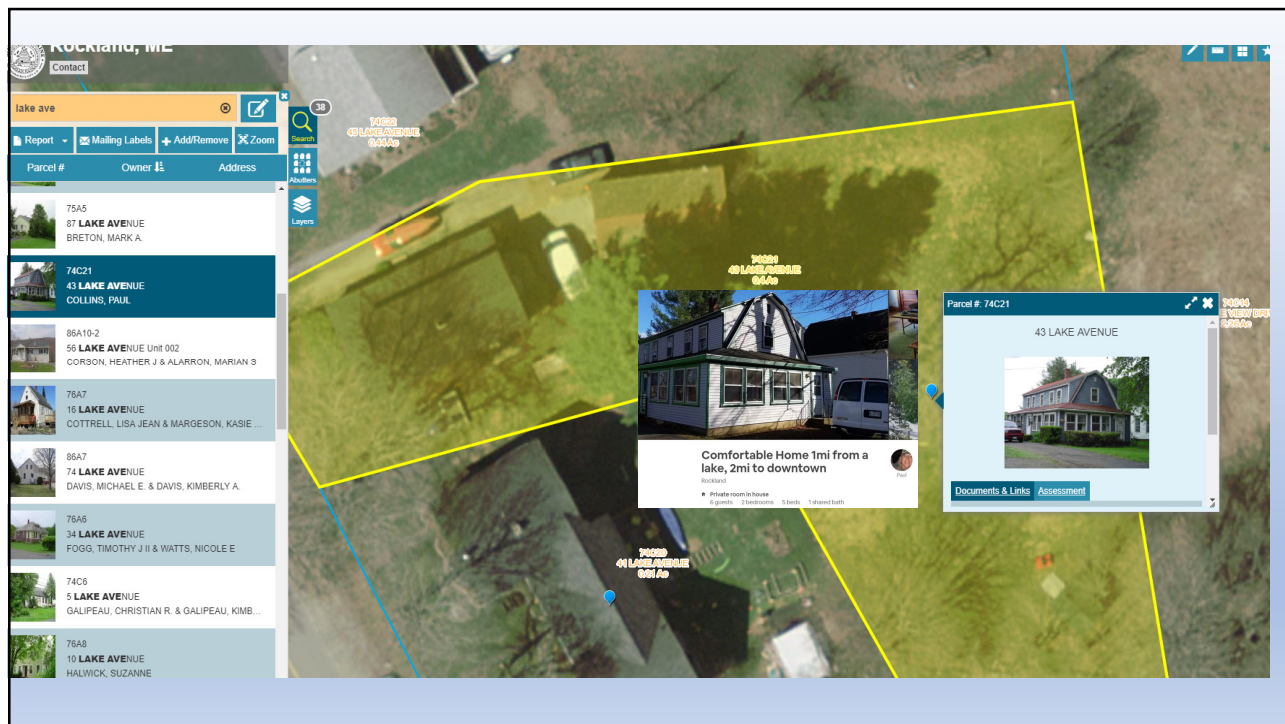 Rockland, ME
Contact
lake ave
38
Search
Report
Mailing Labels
Add/Remove
Zoom
Parcel #
Owner
Address
Abutters
Layers
75A5
87 LAKE AVENUE
BRETON, MARK A.
74C21
43 LAKE AVENUE
COLLINS, PAUL
86A10-2
56 LAKE AVENUE Unit 002
CORSON, HEATHER J & ALARRON, MARIAN S
76A7
16 LAKE AVENUE
COTTRELL, LISA JEAN & MARGESON, KASIE ...
86A7
74 LAKE AVENUE
DAVIS, MICHAEL E. & DAVIS, KIMBERLY A.
76A6
34 LAKE AVENUE
FOGG, TIMOTHY J II & WATTS, NICOLE E
74C6
5 LAKE AVENUE
GALIPEAU, CHRISTIAN R. & GALIPEAU, KIMB...
76A8
10 LAKE AVENUE
HALWICK, SUZANNE
74C22
45 LAKE AVENUE
0.44 Ac
74C21
43 LAKE AVENUE
0.4 Ac
Comfortable Home 1mi from a
lake, 2mi to downtown
Rockland
Paul
Private room in house
6 guests 2 bedrooms 5 beds 1 shared bath
74C20
41 LAKE AVENUE
0.21 Ac
Parcel #: 74C21
43 LAKE AVENUE
Documents & Links Assessment
74C14
E VIEW DRI